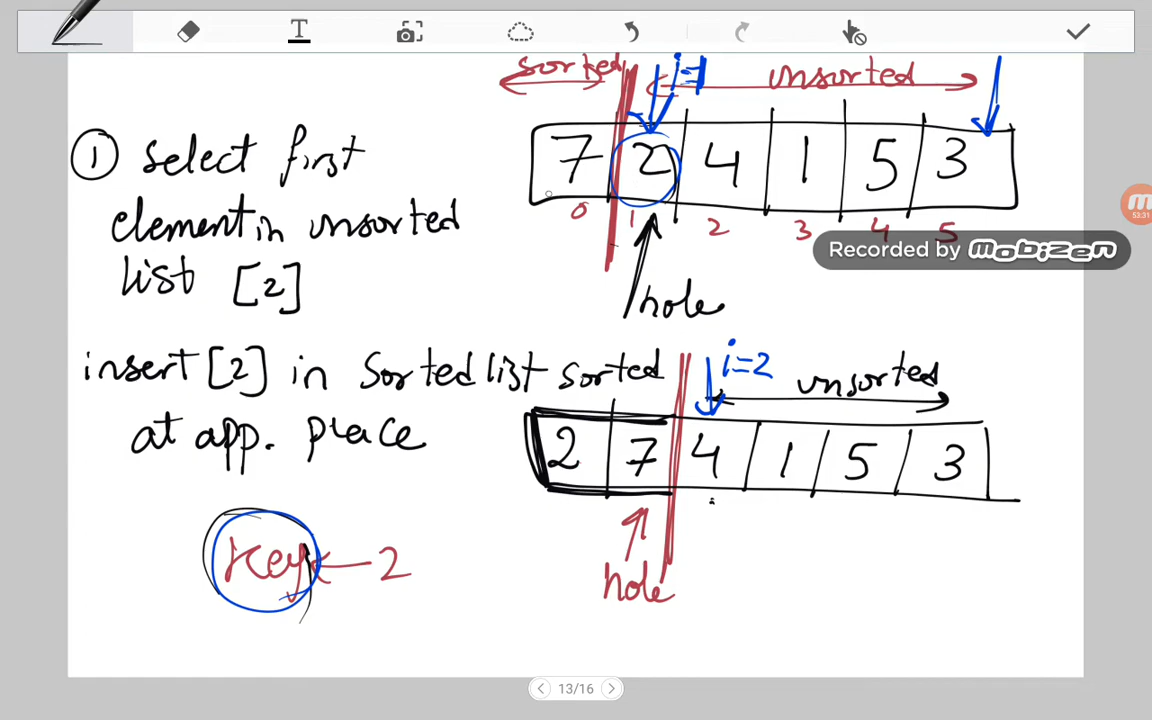 T
sorted i=1 unsorted
① Select first
element in unsorted
list [2]
7 2 4 1 5 3
0 1 2 3 4 5
53:31
Recorded by mobizen
hole
insert [2] in sorted list sorted
at app. place
i=2 unsorted
2 7 4 1 5 3
hole
Key ← 2
13/16